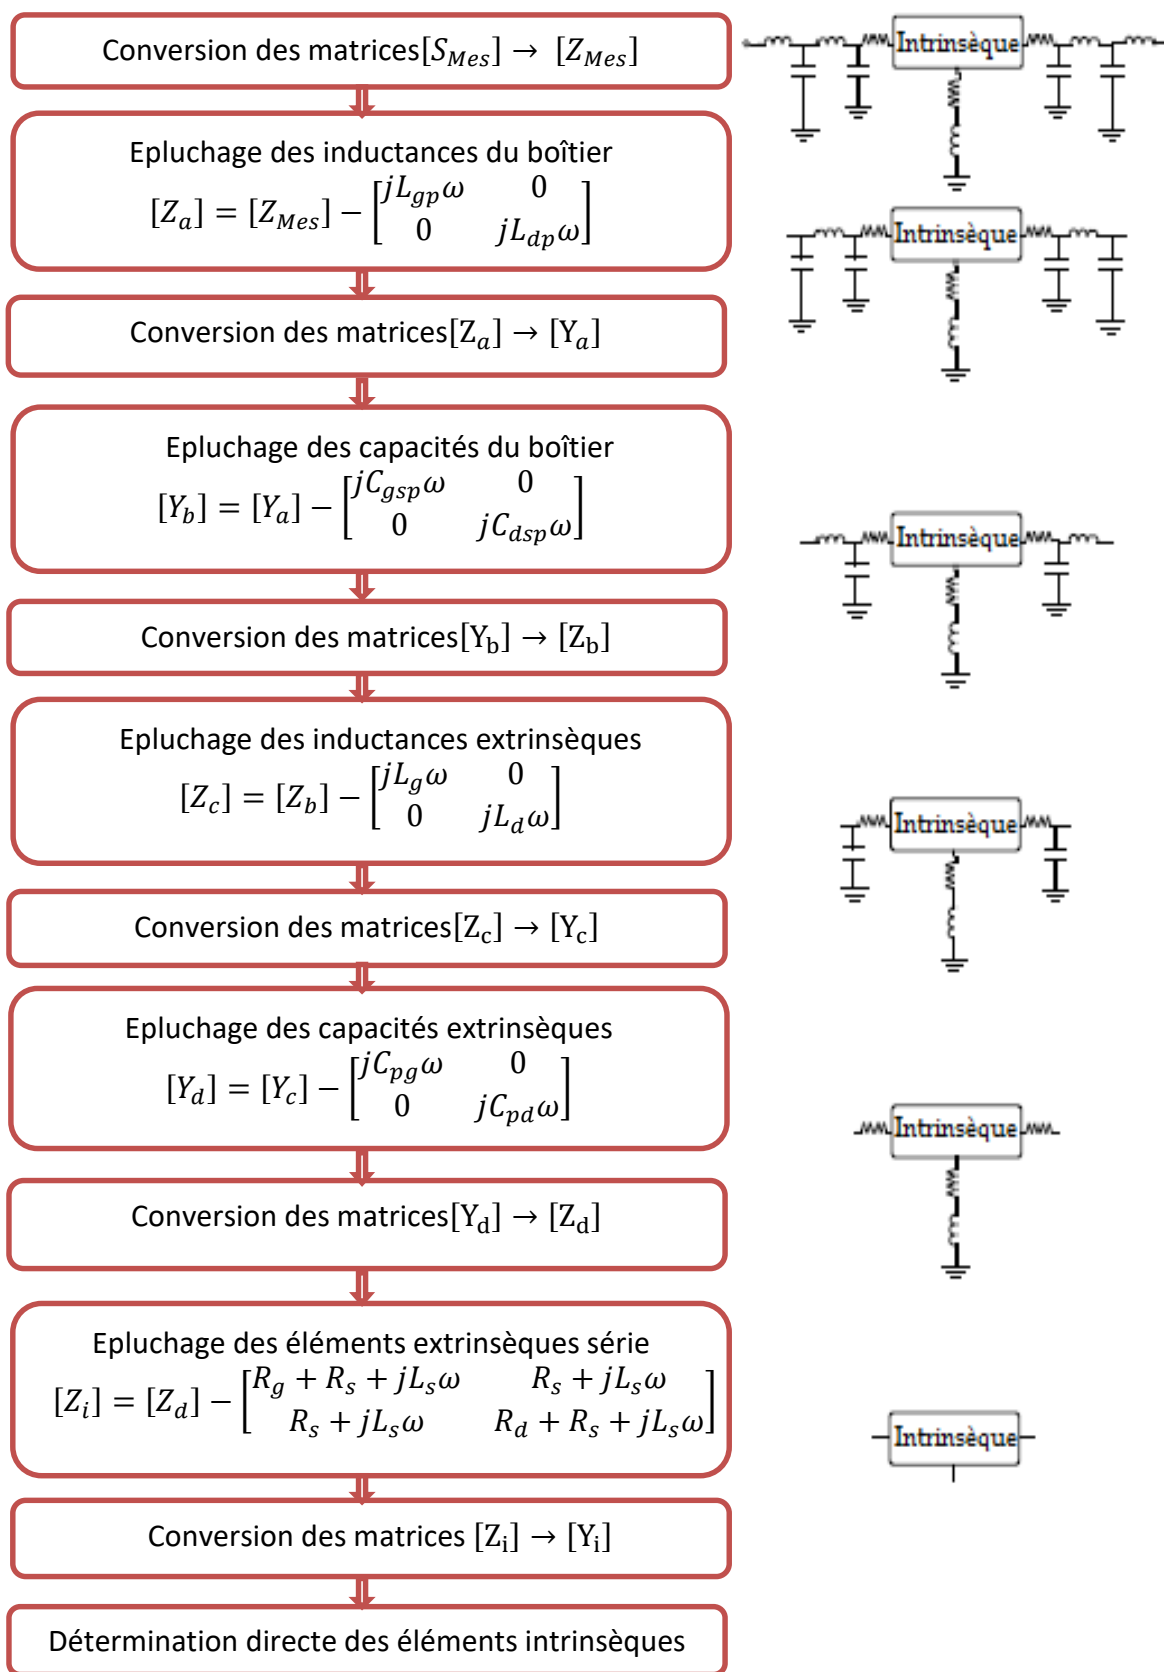 Conversion des matrices[S_Mes] → [Z_Mes]
Intrinsèque
Epluchage des inductances du boîtier
[Z_a] = [Z_Mes] − [jL_gpω 0
0 jL_dpω]
Intrinsèque
Conversion des matrices[Z_a] → [Y_a]
Epluchage des capacités du boîtier
[Y_b] = [Y_a] − [jC_gspω 0
0 jC_dspω]
Intrinsèque
Conversion des matrices[Y_b] → [Z_b]
Epluchage des inductances extrinsèques
[Z_c] = [Z_b] − [jL_gω 0
0 jL_dω]
Intrinsèque
Conversion des matrices[Z_c] → [Y_c]
Epluchage des capacités extrinsèques
[Y_d] = [Y_c] − [jC_pgω 0
0 jC_pdω]
Intrinsèque
Conversion des matrices[Y_d] → [Z_d]
Epluchage des éléments extrinsèques série
[Z_i] = [Z_d] − [R_g + R_s + jL_sω R_s + jL_sω
R_s + jL_sω R_d + R_s + jL_sω]
Intrinsèque
Conversion des matrices [Z_i] → [Y_i]
Détermination directe des éléments intrinsèques